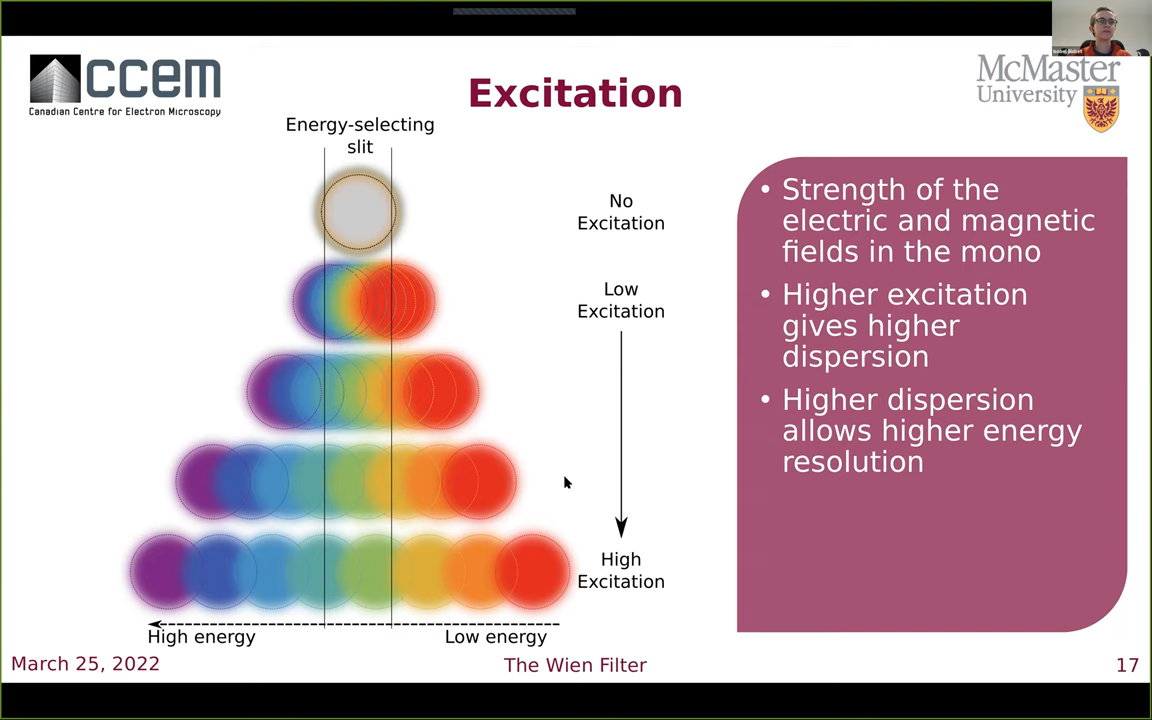 ccem
Canadian Centre for Electron Microscopy
Excitation
McMaster
University
Energy-selecting
slit
No
Excitation
Low
Excitation
High
Excitation
High energy
Low energy
• Strength of the
electric and magnetic
fields in the mono
• Higher excitation
gives higher
dispersion
• Higher dispersion
allows higher energy
resolution
March 25, 2022
The Wien Filter
17